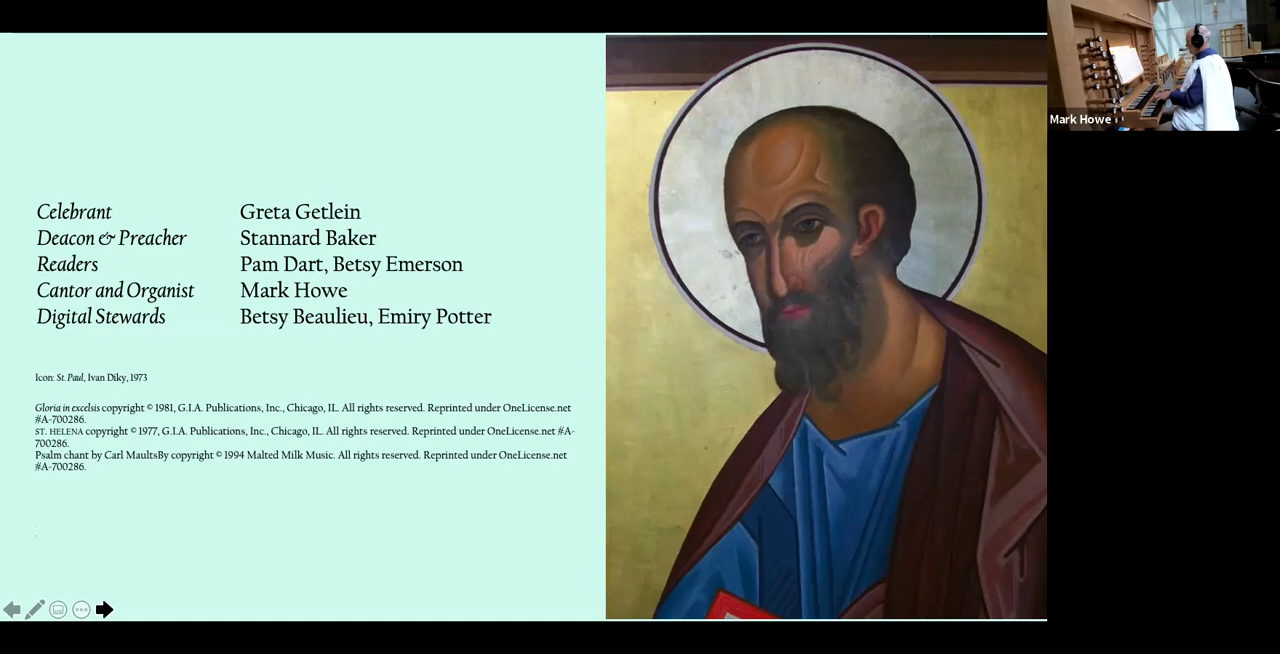 Celebrant Greta Getlein
Deacon & Preacher Stannard Baker
Readers Pam Dart, Betsy Emerson
Cantor and Organist Mark Howe
Digital Stewards Betsy Beaulieu, Emiry Potter
Icon: St. Paul, Ivan Diky, 1973
Gloria in excelsis copyright © 1981, G.I.A. Publications, Inc., Chicago, IL. All rights reserved. Reprinted under OneLicense.net
#A-700286.
ST. HELENA copyright © 1977, G.I.A. Publications, Inc., Chicago, IL. All rights reserved. Reprinted under OneLicense.net #A-
700286.
Psalm chant by Carl MaultsBy copyright © 1994 Malted Milk Music. All rights reserved. Reprinted under OneLicense.net
#A-700286.
Mark Howe